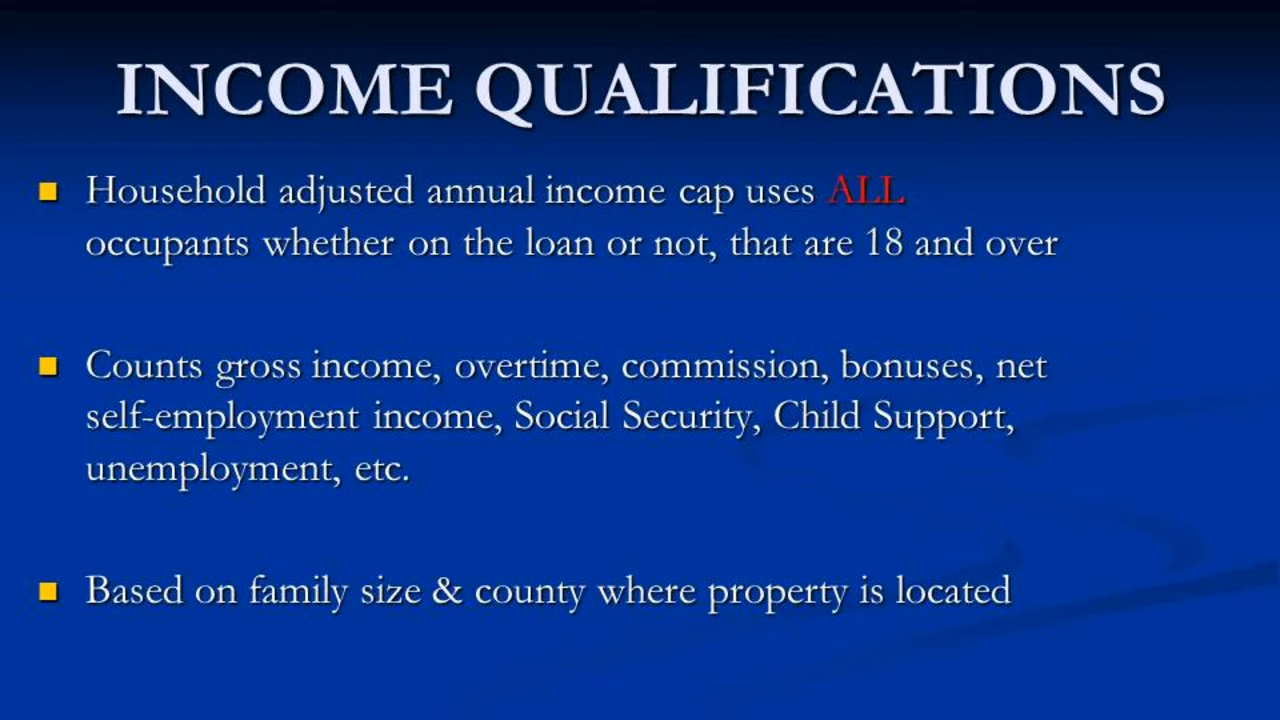 INCOME QUALIFICATIONS
Household adjusted annual income cap uses ALL
occupants whether on the loan or not, that are 18 and over
Counts gross income, overtime, commission, bonuses, net
self-employment income, Social Security, Child Support,
unemployment, etc.
Based on family size & county where property is located